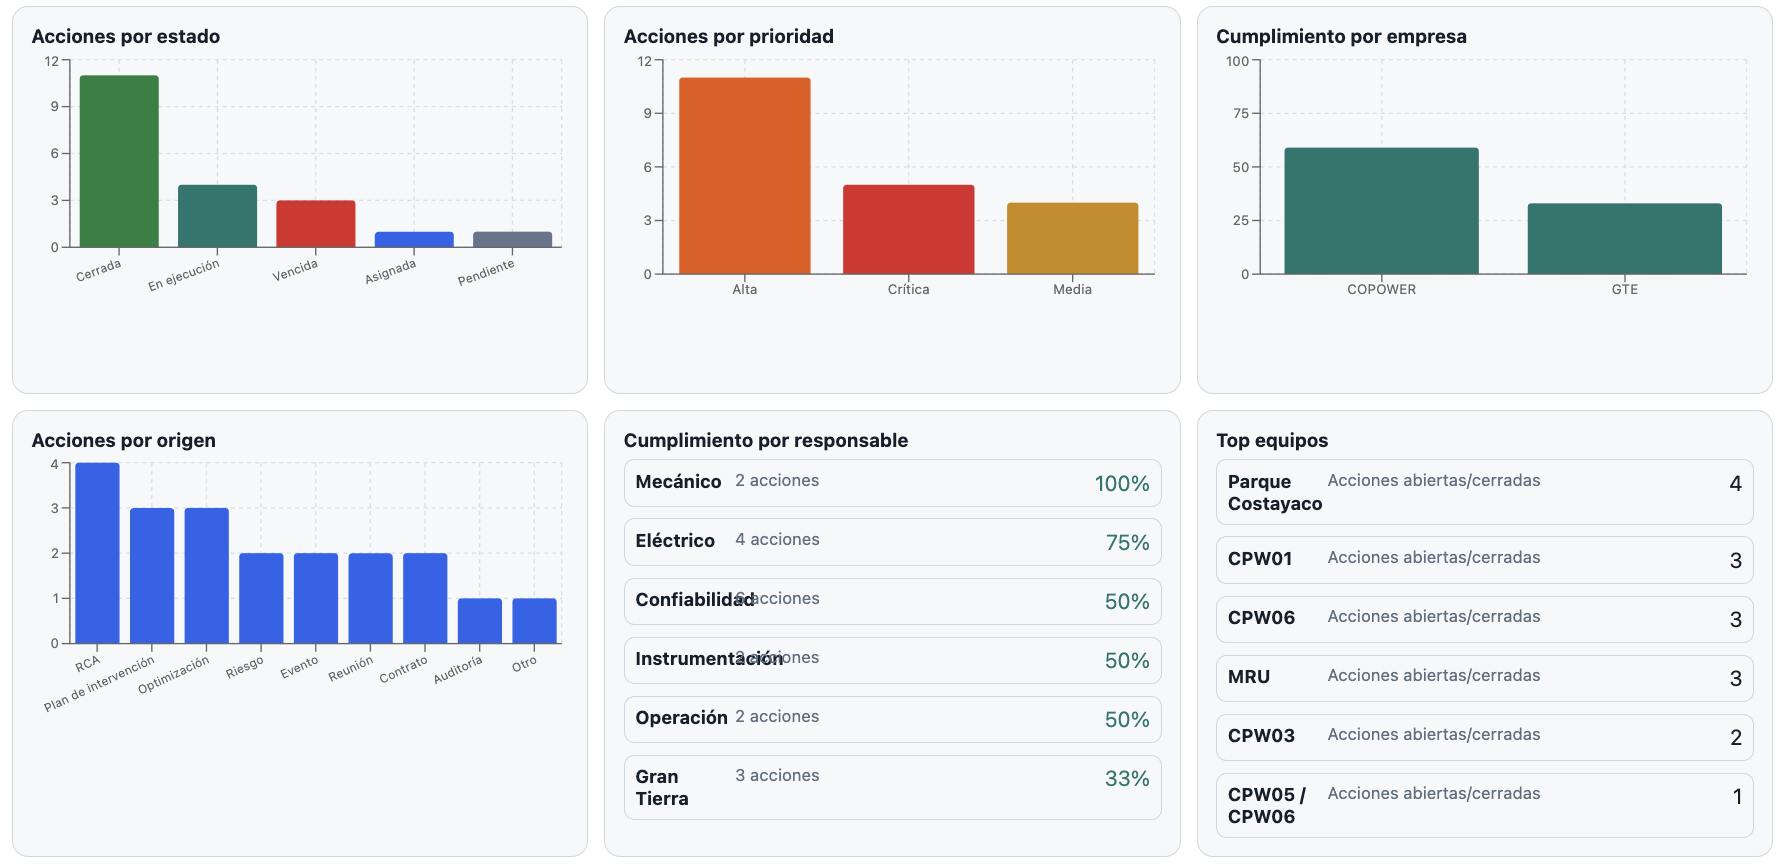 Acciones por estado
12
9
6
3
0
Cerrada
En ejecución
Vencida
Asignada
Pendiente
Acciones por prioridad
12
9
6
3
0
Alta
Crítica
Media
Cumplimiento por empresa
100
75
50
25
0
COPOWER
GTE
Acciones por origen
4
3
2
1
0
RCA
Plan de intervención
Optimización
Riesgo
Evento
Reunión
Contrato
Auditoría
Otro
Cumplimiento por responsable
Mecánico 2 acciones 100%
Eléctrico 4 acciones 75%
Confiabilidad acciones 50%
Instrumentación acciones 50%
Operación 2 acciones 50%
Gran 3 acciones 33%
Tierra
Top equipos
Parque Acciones abiertas/cerradas 4
Costayaco
CPW01 Acciones abiertas/cerradas 3
CPW06 Acciones abiertas/cerradas 3
MRU Acciones abiertas/cerradas 3
CPW03 Acciones abiertas/cerradas 2
CPW05 / Acciones abiertas/cerradas 1
CPW06